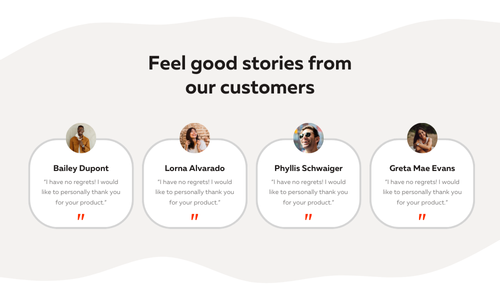 Feel good stories from
our customers
Bailey Dupont
"I have no regrets! I would
like to personally thank you
for your product."
"
Lorna Alvarado
"I have no regrets! I would
like to personally thank you
for your product."
"
Phyllis Schwaiger
"I have no regrets! I would
like to personally thank you
for your product."
"
Greta Mae Evans
"I have no regrets! I would
like to personally thank you
for your product."
"